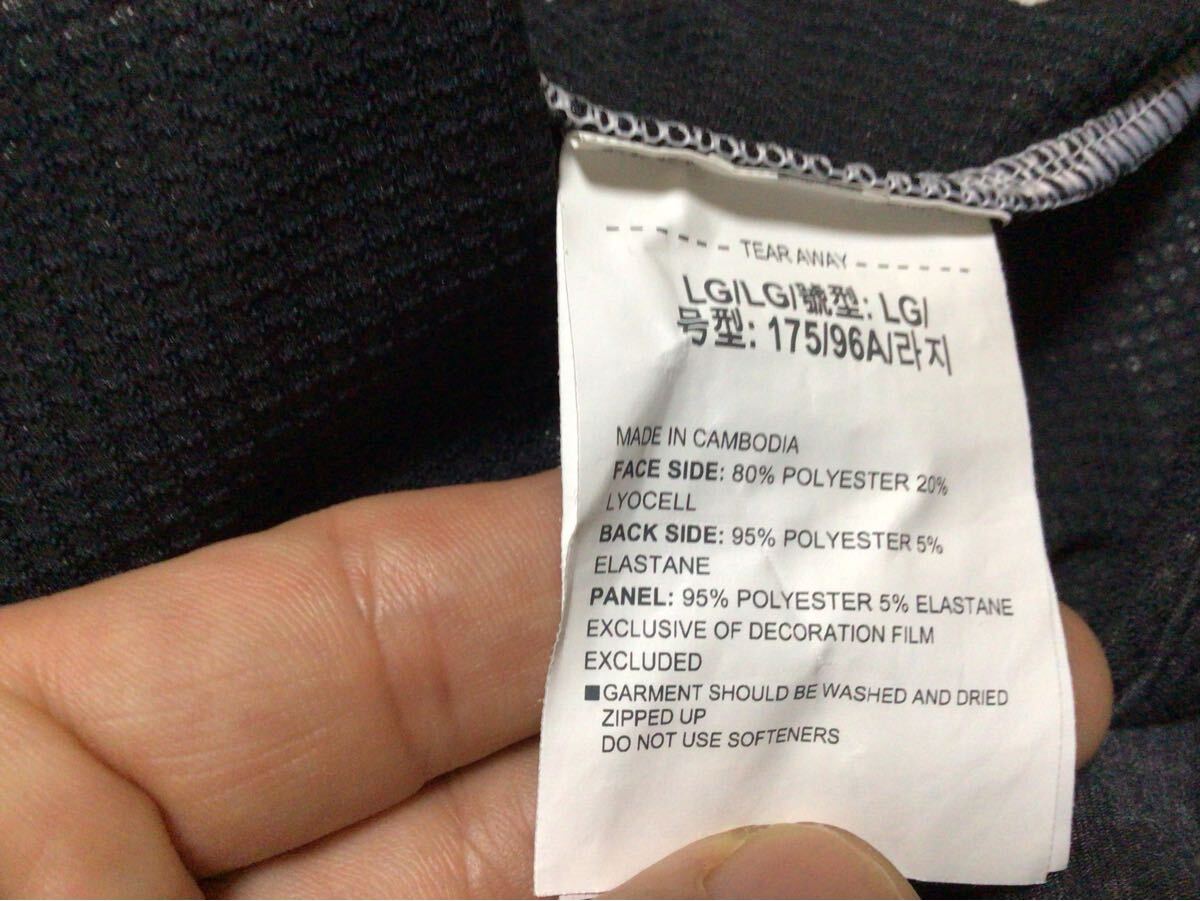 ------ TEAR AWAY ------
LG/LG/號型: LG/
号型: 175/96A/라지
MADE IN CAMBODIA
FACE SIDE: 80% POLYESTER 20%
LYOCELL
BACK SIDE: 95% POLYESTER 5%
ELASTANE
PANEL: 95% POLYESTER 5% ELASTANE
EXCLUSIVE OF DECORATION FILM
EXCLUDED
■GARMENT SHOULD BE WASHED AND DRIED
ZIPPED UP
DO NOT USE SOFTENERS